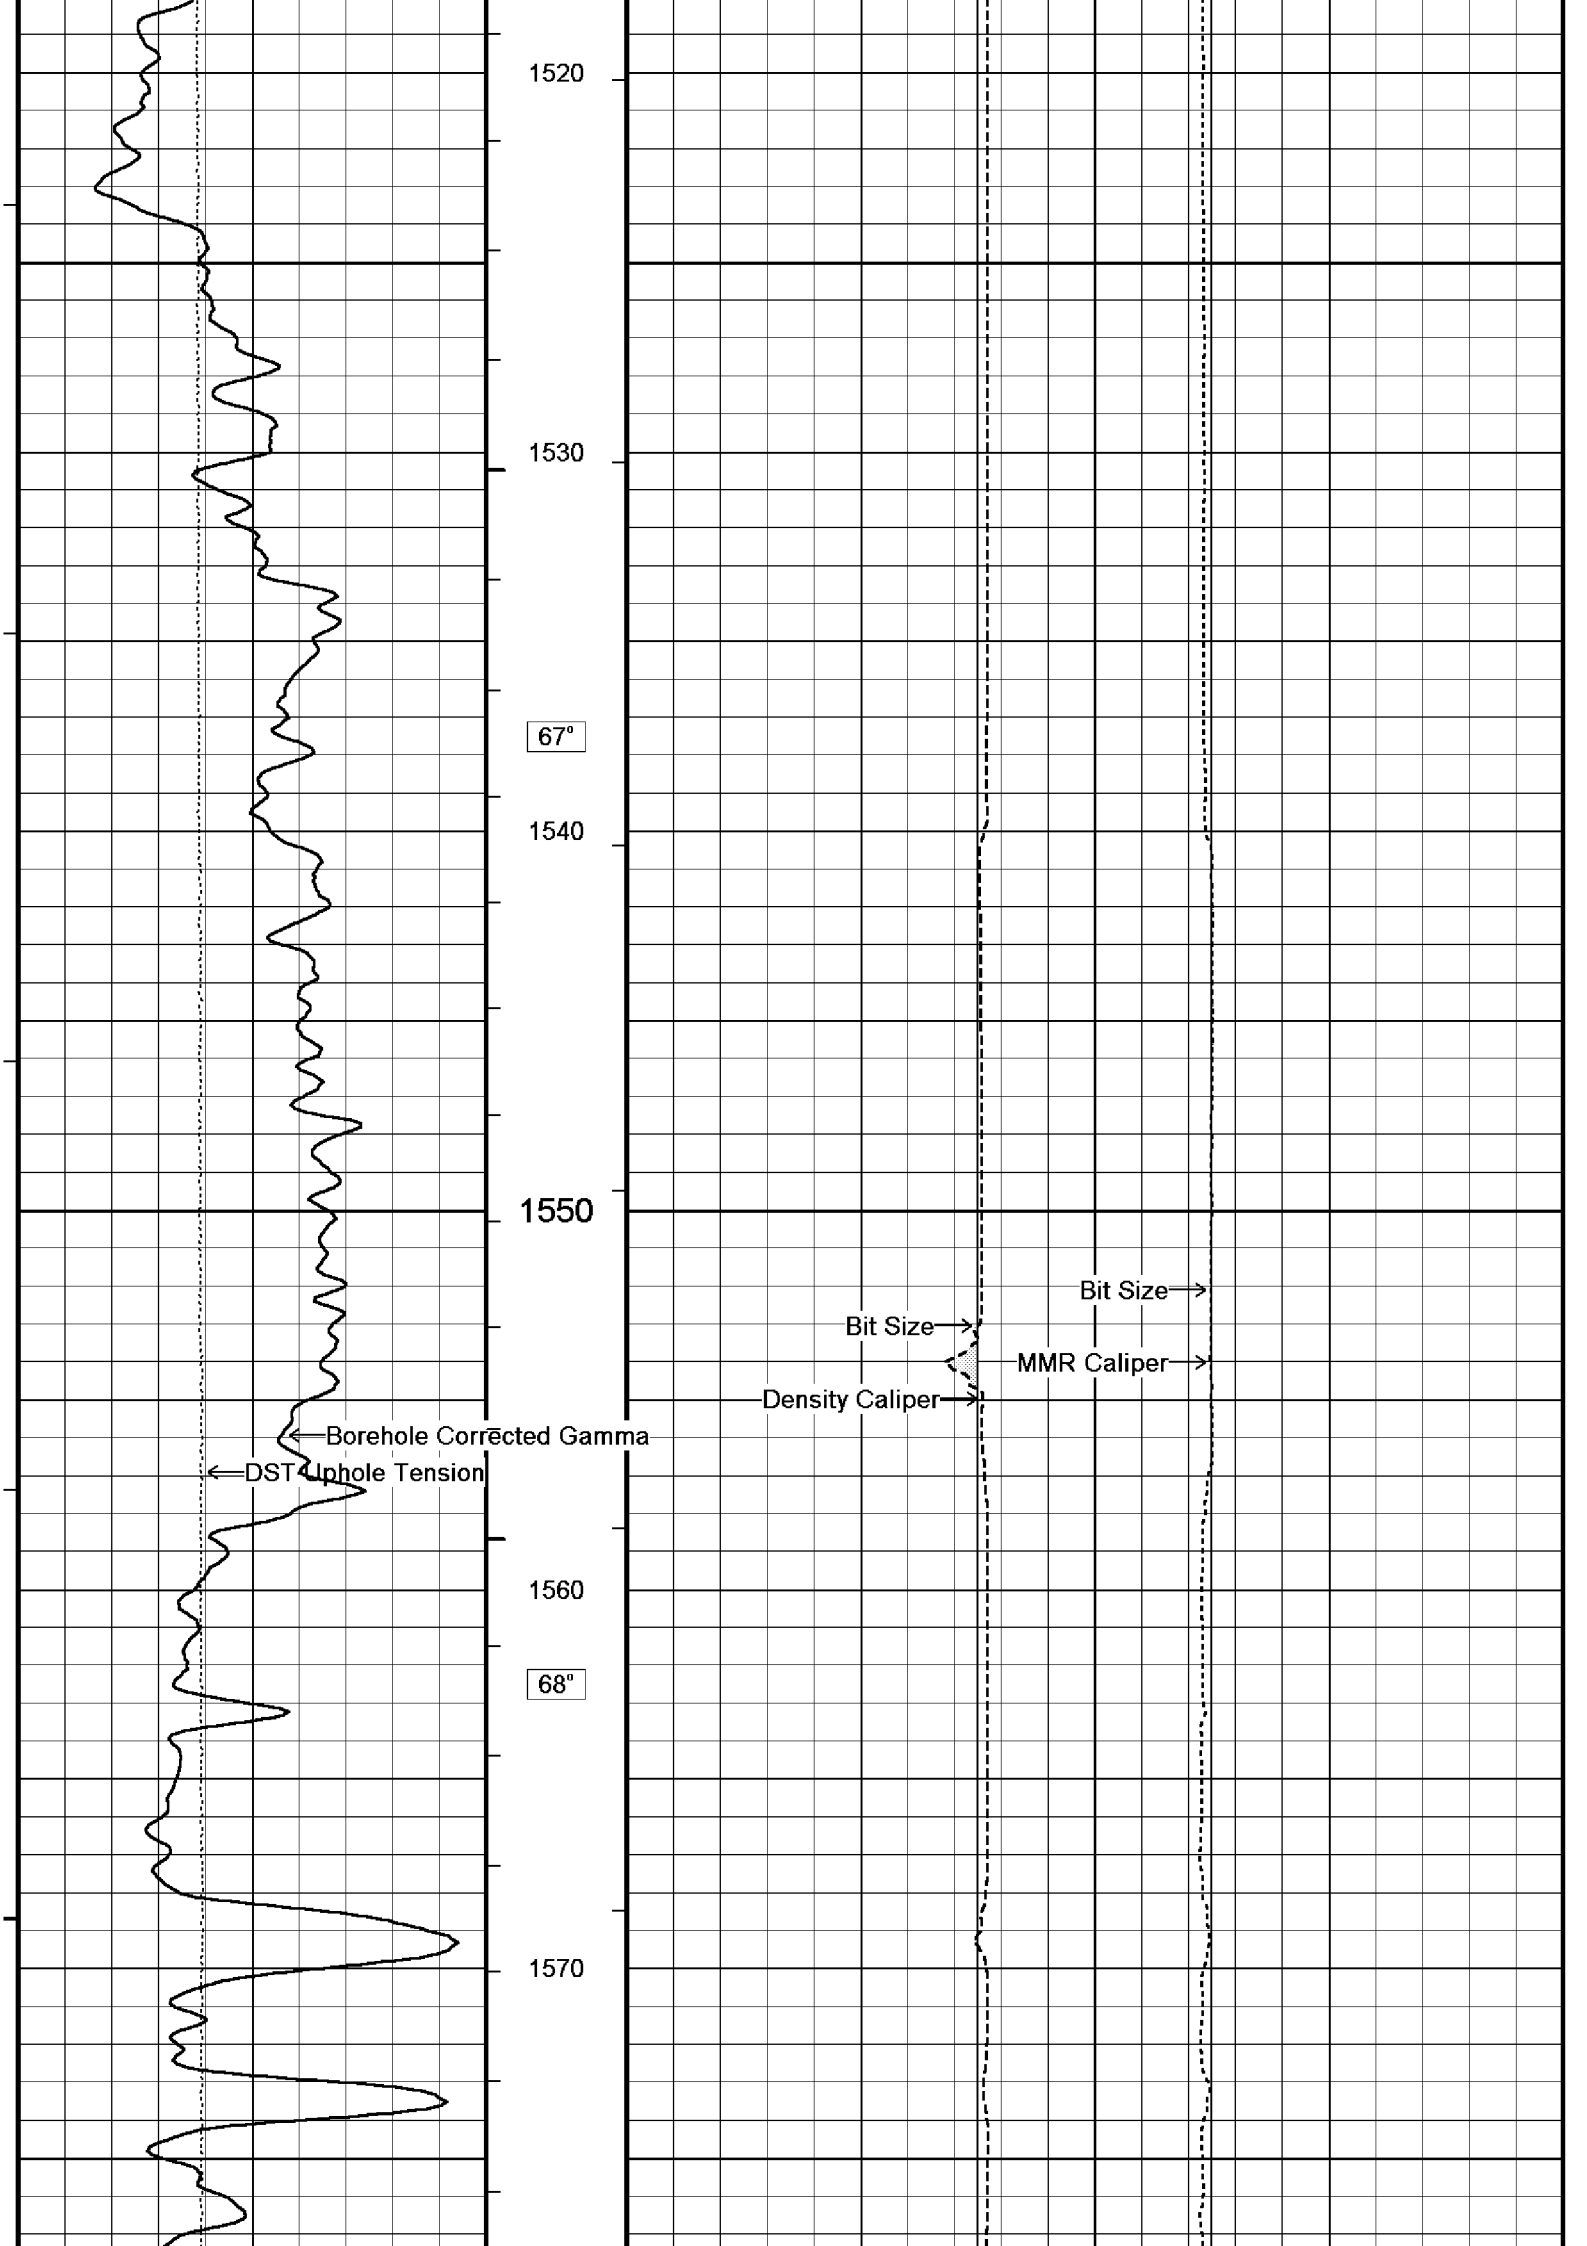 1520
1530
67°
1540
1550
Bit Size
Bit Size
MMR Caliper
Density Caliper
Borehole Corrected Gamma
DST Uphole Tension
1560
68°
1570